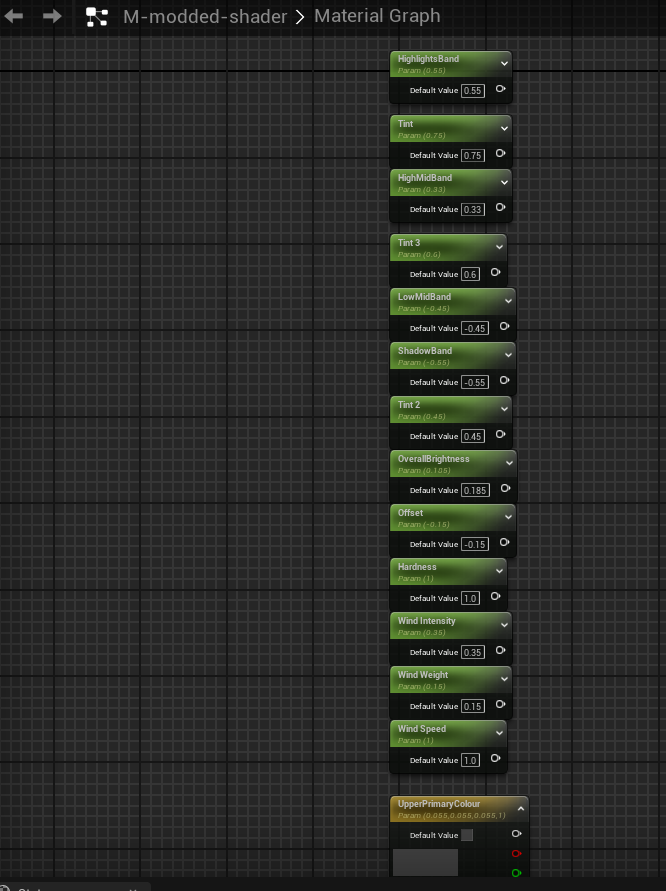 M-modded-shader > Material Graph
HighlightsBand
Param (0.55)
Default Value 0.55
Tint
Param (0.75)
Default Value 0.75
HighMidBand
Param (0.33)
Default Value 0.33
Tint 3
Param (0.6)
Default Value 0.6
LowMidBand
Param (-0.45)
Default Value -0.45
ShadowBand
Param (-0.55)
Default Value -0.55
Tint 2
Param (0.45)
Default Value 0.45
OverallBrightness
Param (0.185)
Default Value 0.185
Offset
Param (-0.15)
Default Value -0.15
Hardness
Param (1)
Default Value 1.0
Wind Intensity
Param (0.35)
Default Value 0.35
Wind Weight
Param (0.15)
Default Value 0.15
Wind Speed
Param (1)
Default Value 1.0
UpperPrimaryColour
Param (0.055,0.055,0.055,1)
Default Value